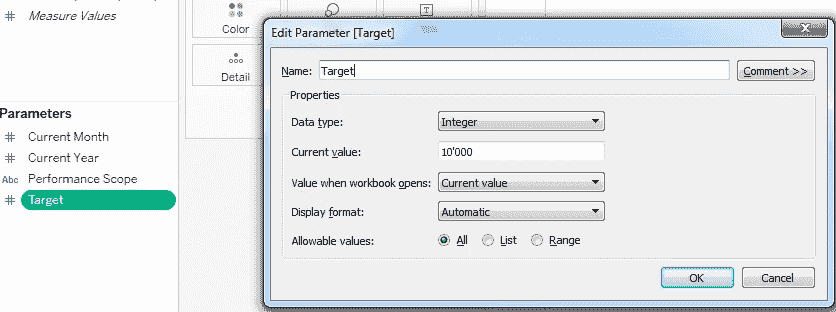 # Measure Values
Color
Detail
T
Parameters
# Current Month
# Current Year
Abc Performance Scope
# Target
Edit Parameter [Target]
Name: Target Comment >>
Properties
Data type: Integer
Current value: 10'000
Value when workbook opens: Current value
Display format: Automatic
Allowable values: All List Range
OK Cancel